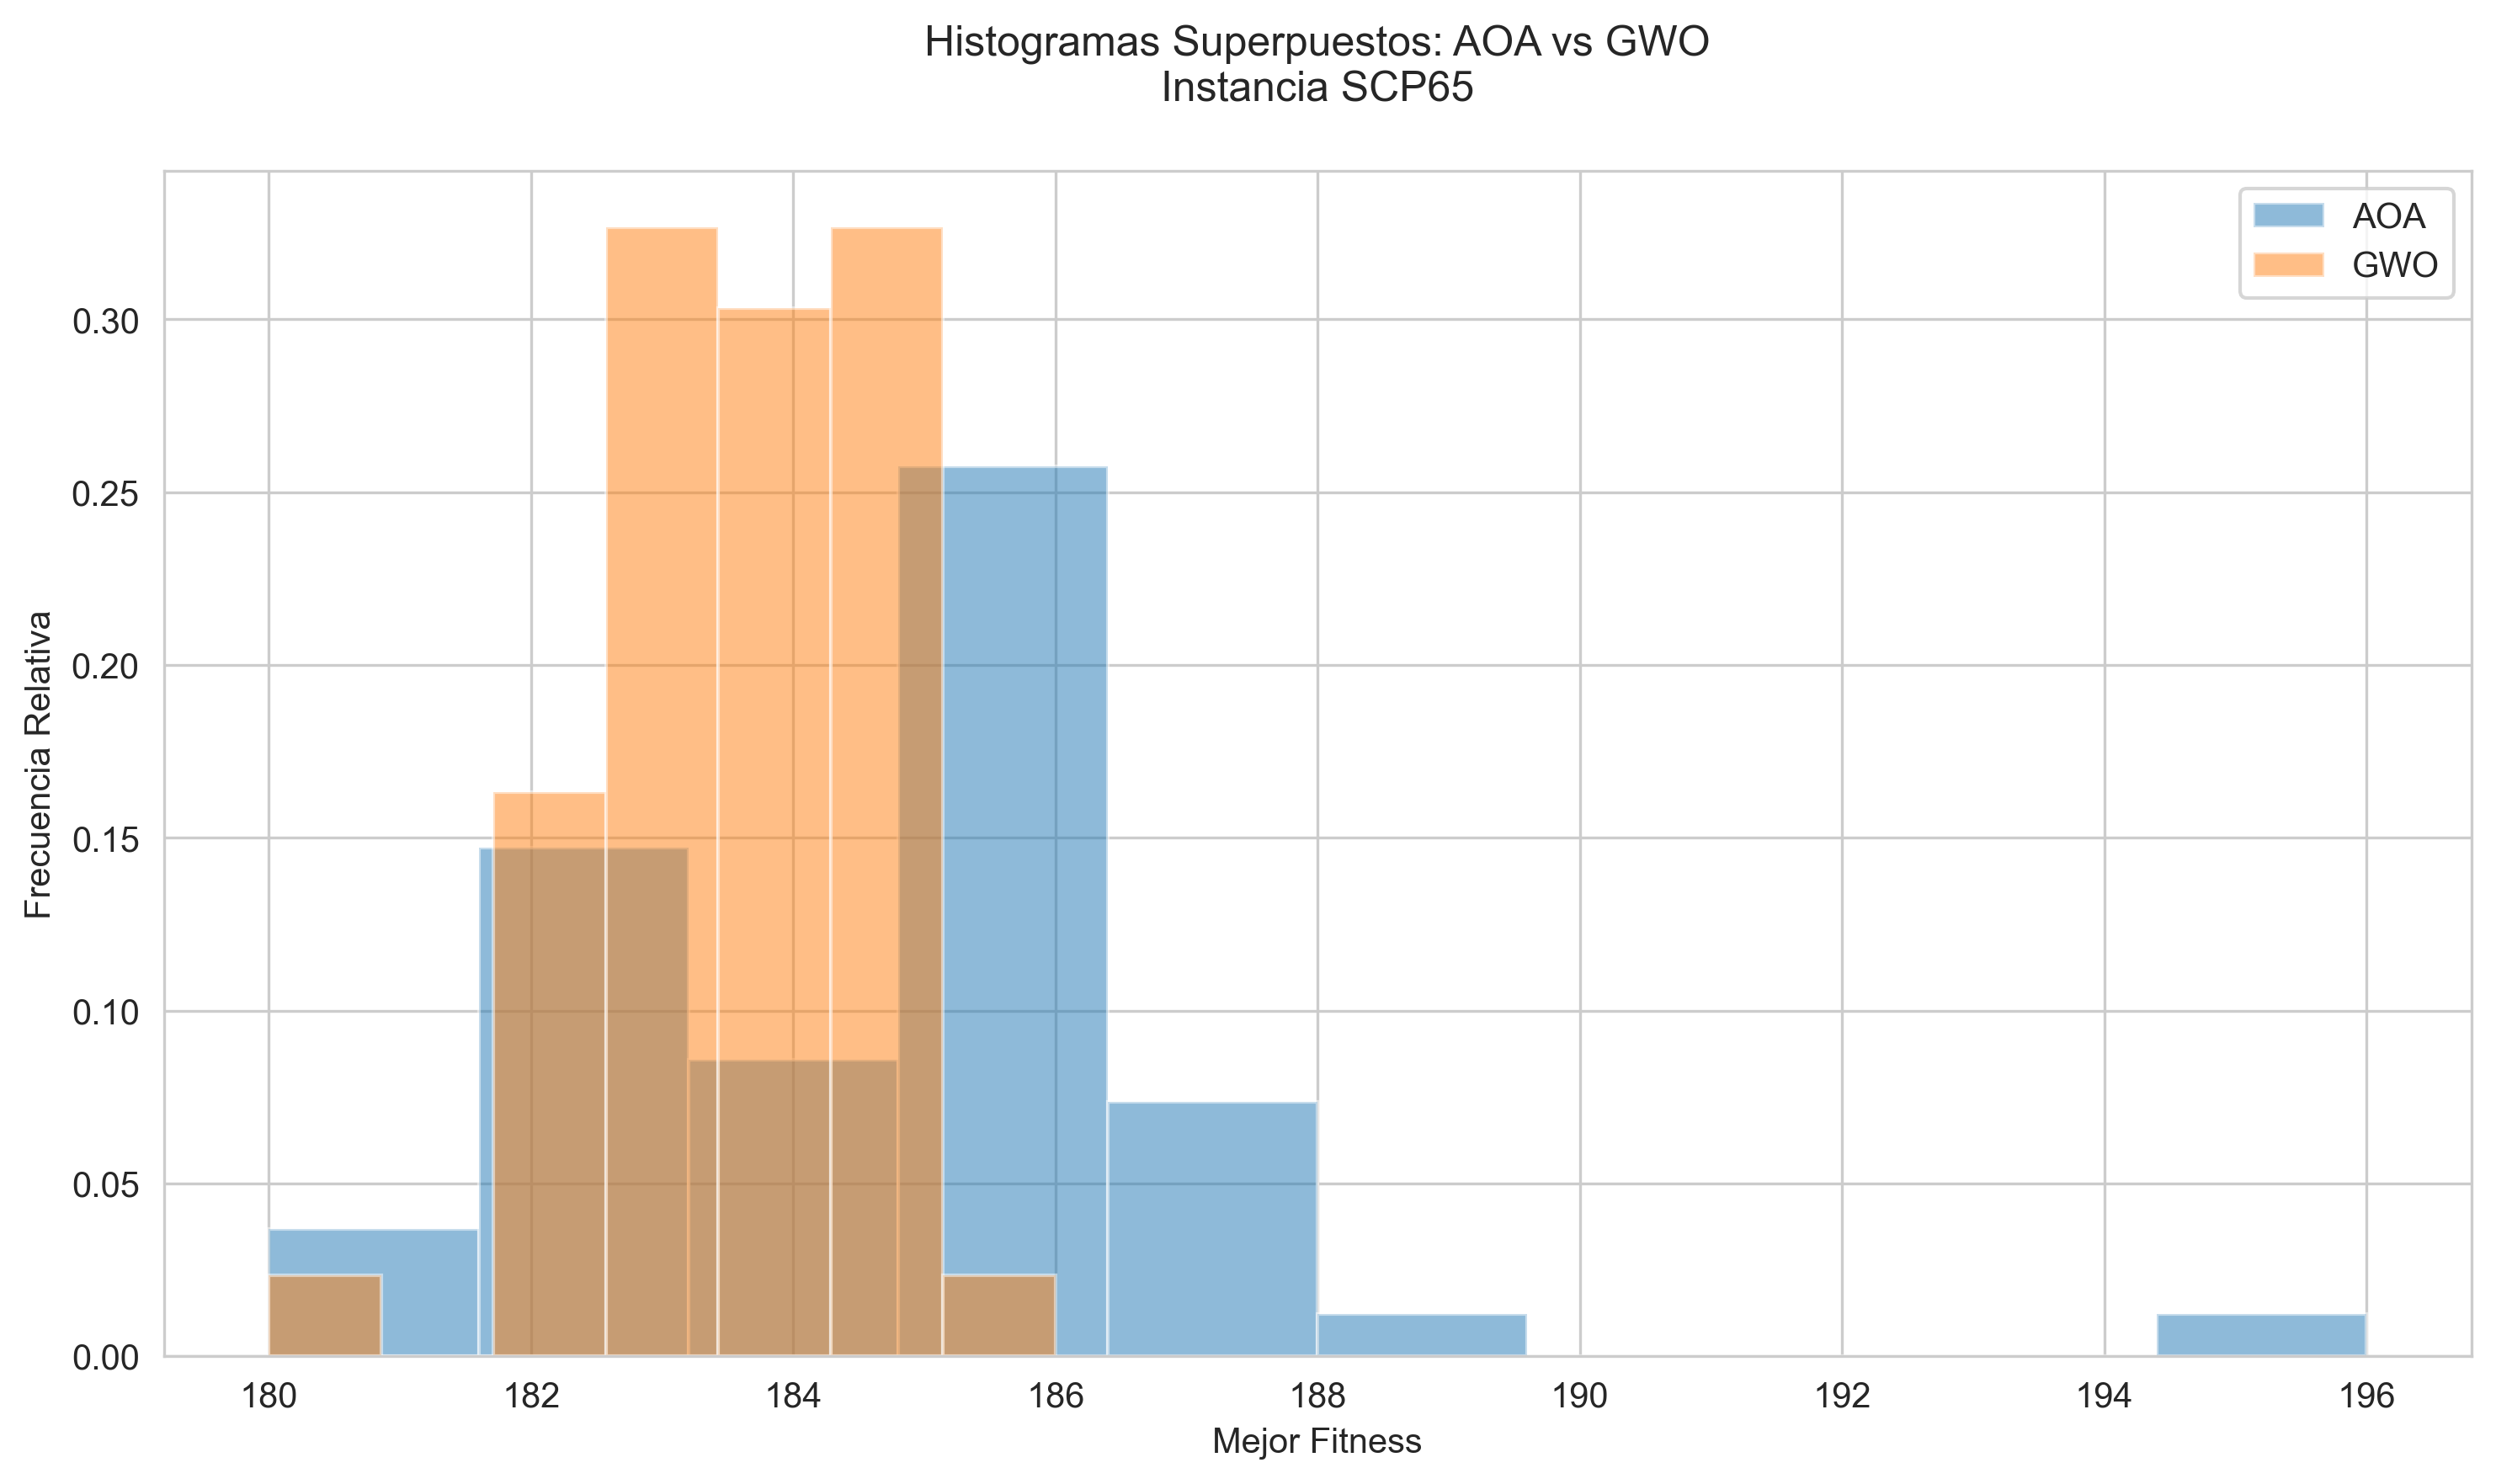 Histogramas Superpuestos: AOA vs GWO
Instancia SCP65
AOA
GWO
Frecuencia Relativa
0.30
0.25
0.20
0.15
0.10
0.05
0.00
180 182 184 186 188 190 192 194 196
Mejor Fitness